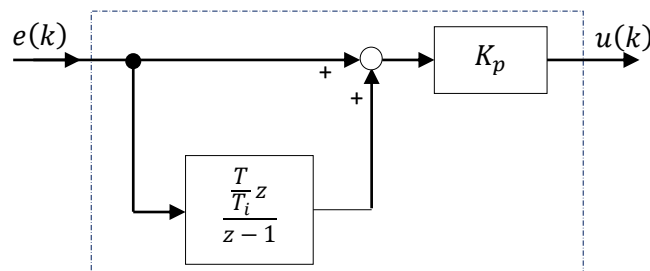 e(k)
u(k)
K_p
+
+
T
T_i z
z − 1